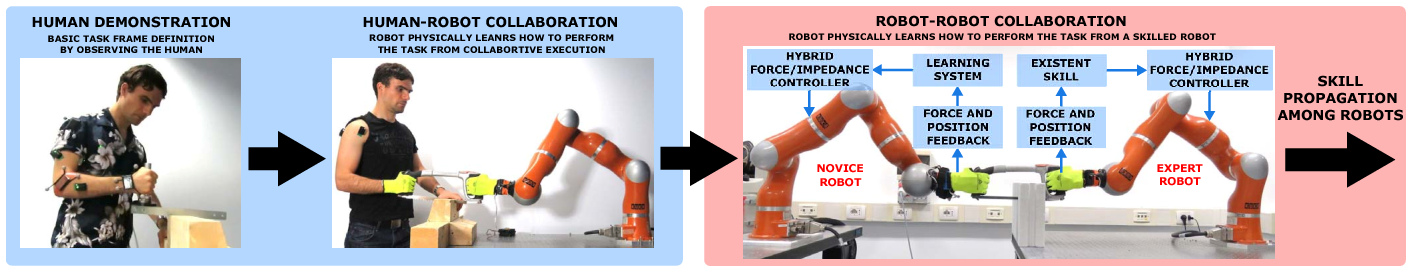 HUMAN DEMONSTRATION
BASIC TASK FRAME DEFINITION
BY OBSERVING THE HUMAN
HUMAN-ROBOT COLLABORATION
ROBOT PHYSICALLY LEANRS HOW TO PERFORM
THE TASK FROM COLLABORTIVE EXECUTION
ROBOT-ROBOT COLLABORATION
ROBOT PHYSICALLY LEARNS HOW TO PERFORM THE TASK FROM A SKILLED ROBOT
HYBRID
FORCE/IMPEDANCE
CONTROLLER
LEARNING
SYSTEM
EXISTENT
SKILL
HYBRID
FORCE/IMPEDANCE
CONTROLLER
FORCE AND
POSITION
FEEDBACK
FORCE AND
POSITION
FEEDBACK
NOVICE
ROBOT
EXPERT
ROBOT
SKILL
PROPAGATION
AMONG ROBOTS